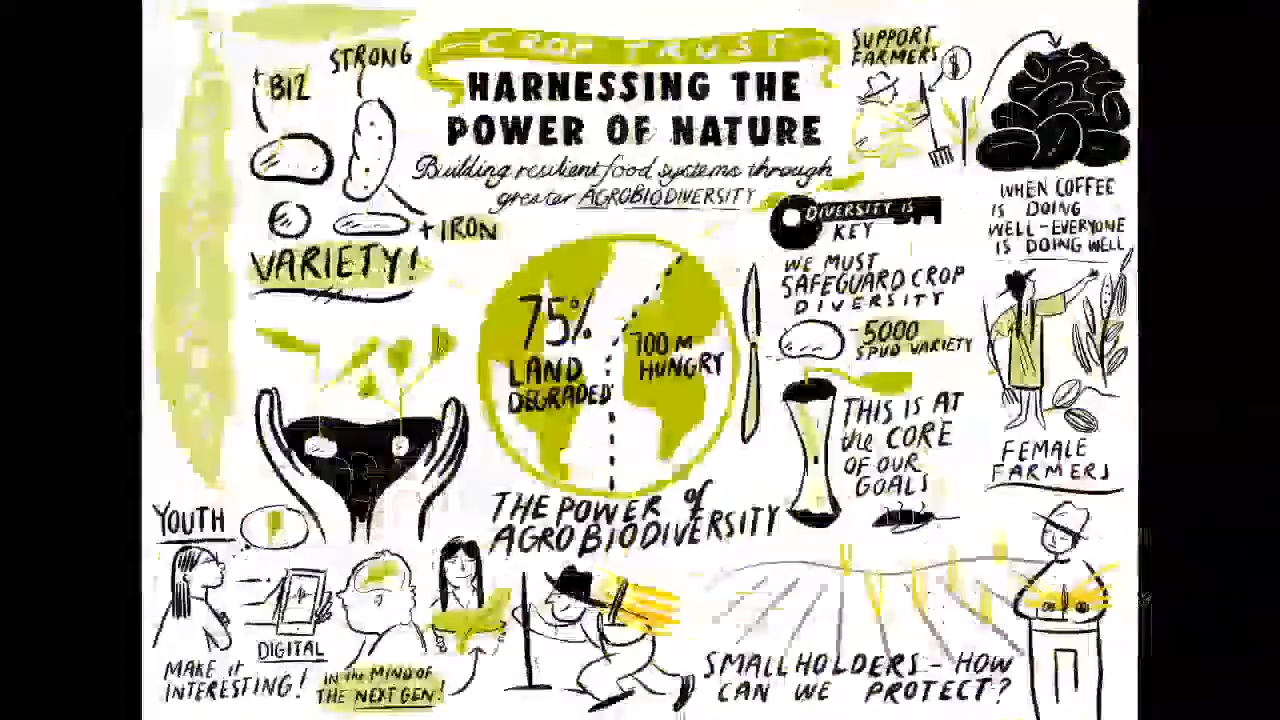 CROP TRUST
HARNESSING THE
POWER OF NATURE
Building resilient food systems through
greater AGROBIODIVERSITY
+ BIZ
STRONG
+ IRON
VARIETY!
75%
LAND
DEGRADED
700 M
HUNGRY
THE POWER of
AGROBIODIVERSITY
SUPPORT
FARMERS
$
WHEN COFFEE
IS DOING
WELL - EVERYONE
IS DOING WELL
DIVERSITY IS
KEY
WE MUST
SAFEGUARD CROP
DIVERSITY
- 5000
SPUD VARIETY
THIS IS AT
the CORE
OF OUR
GOALS
FEMALE
FARMERS
YOUTH
DIGITAL
MAKE it
INTERESTING!
IN the MIND OF
THE NEXT GEN!
SMALLHOLDERS - HOW
CAN WE PROTECT?